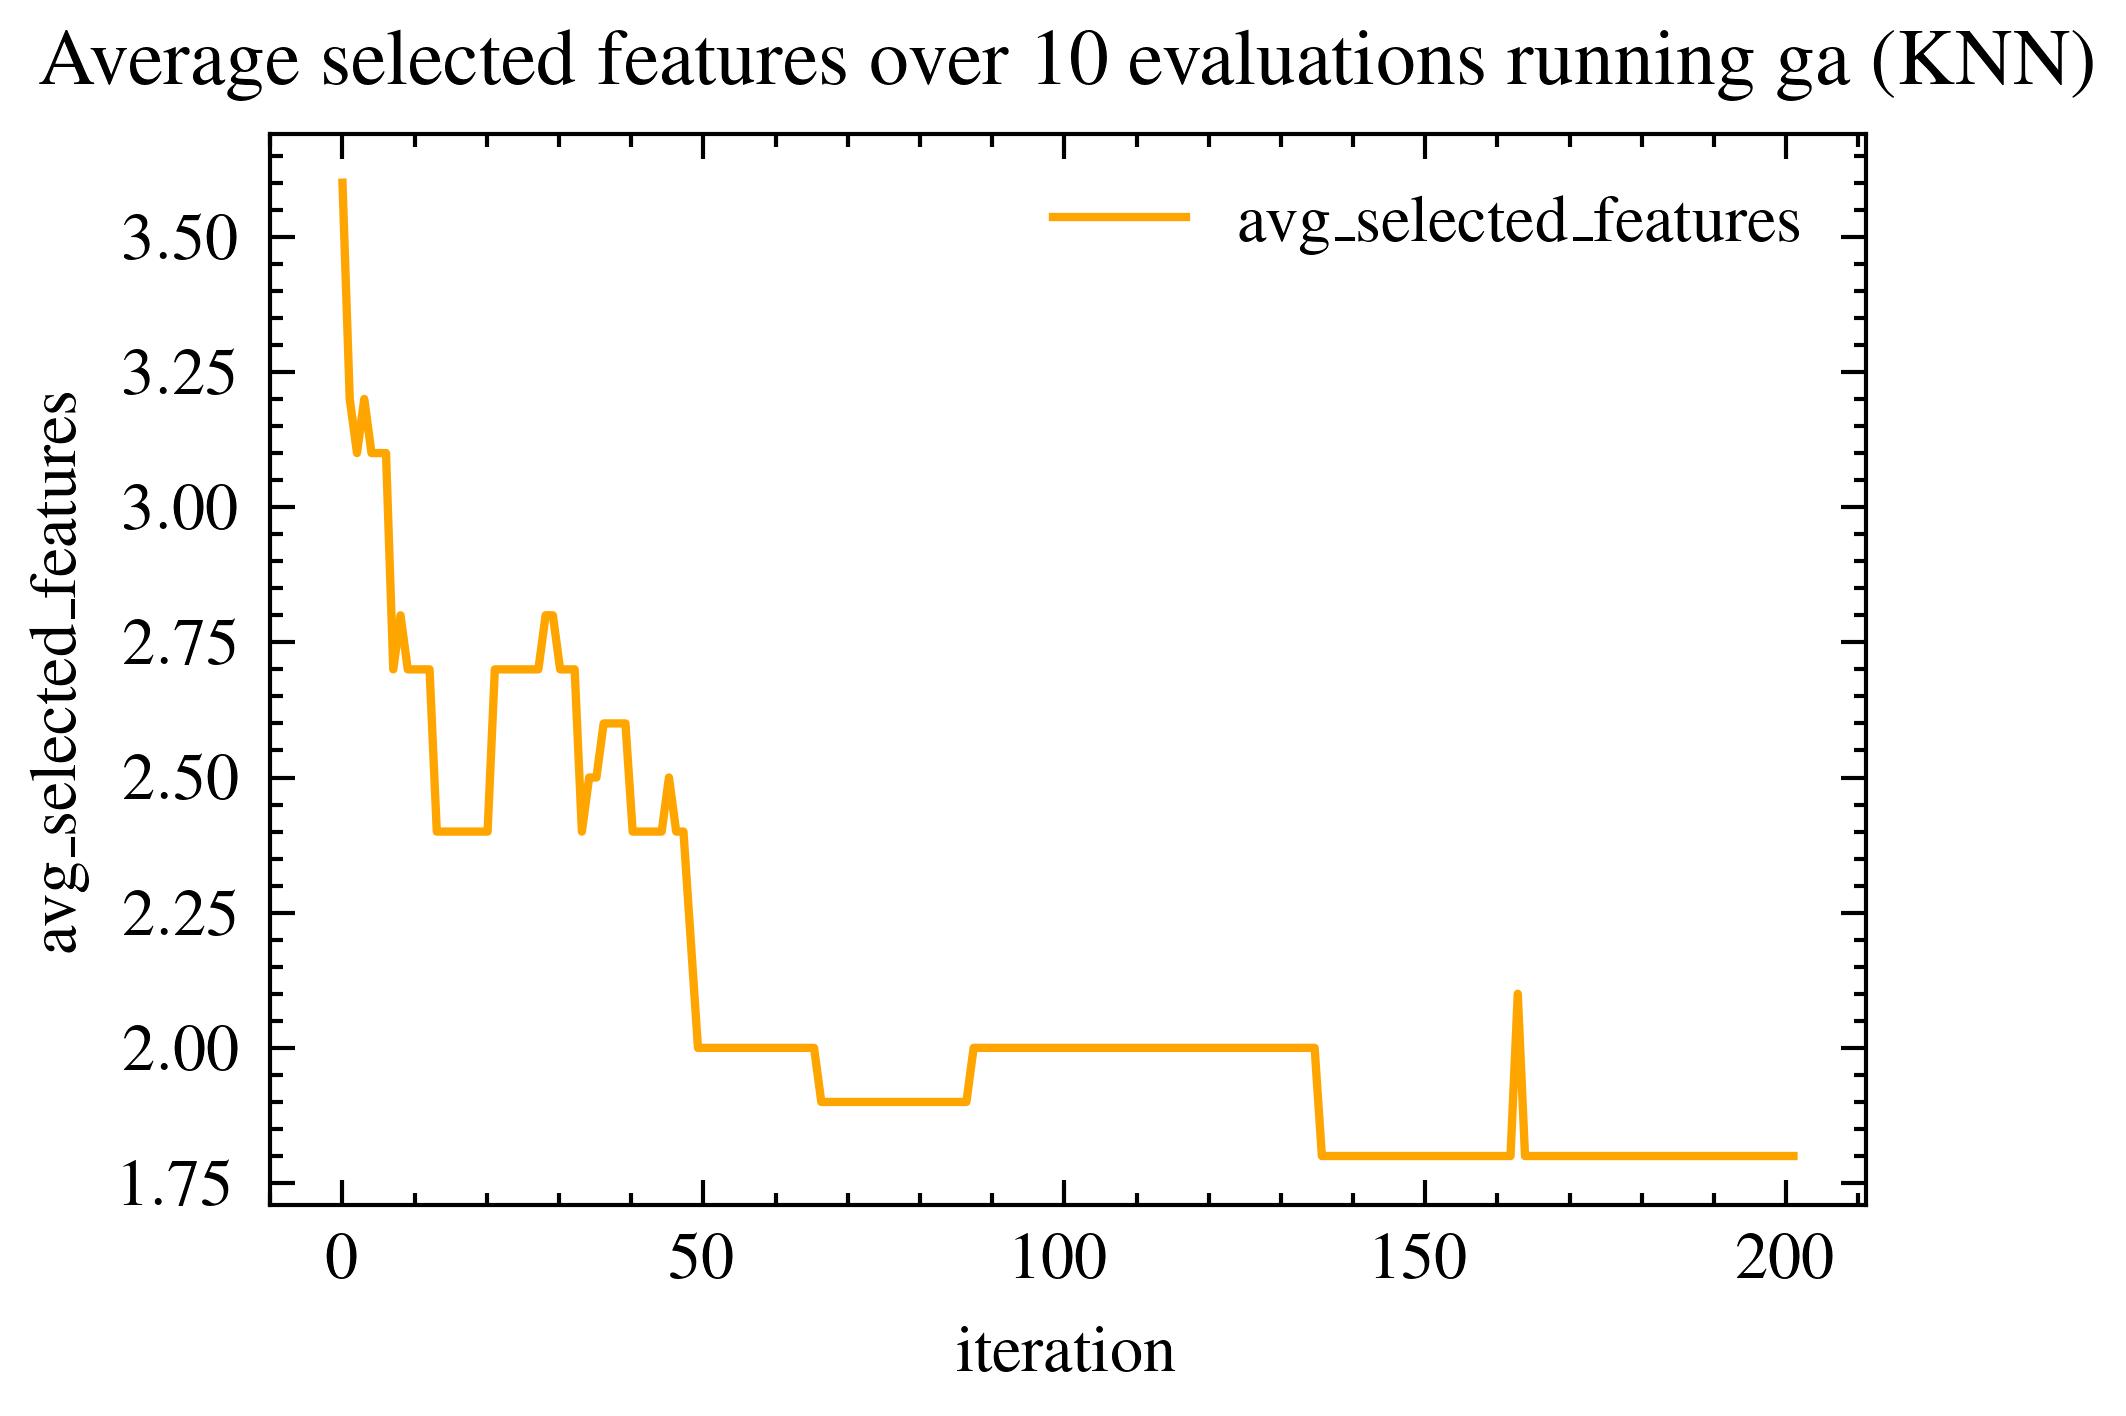 Average selected features over 10 evaluations running ga (KNN)
avg_selected_features
avg_selected_features
3.50
3.25
3.00
2.75
2.50
2.25
2.00
1.75
0 50 100 150 200
iteration